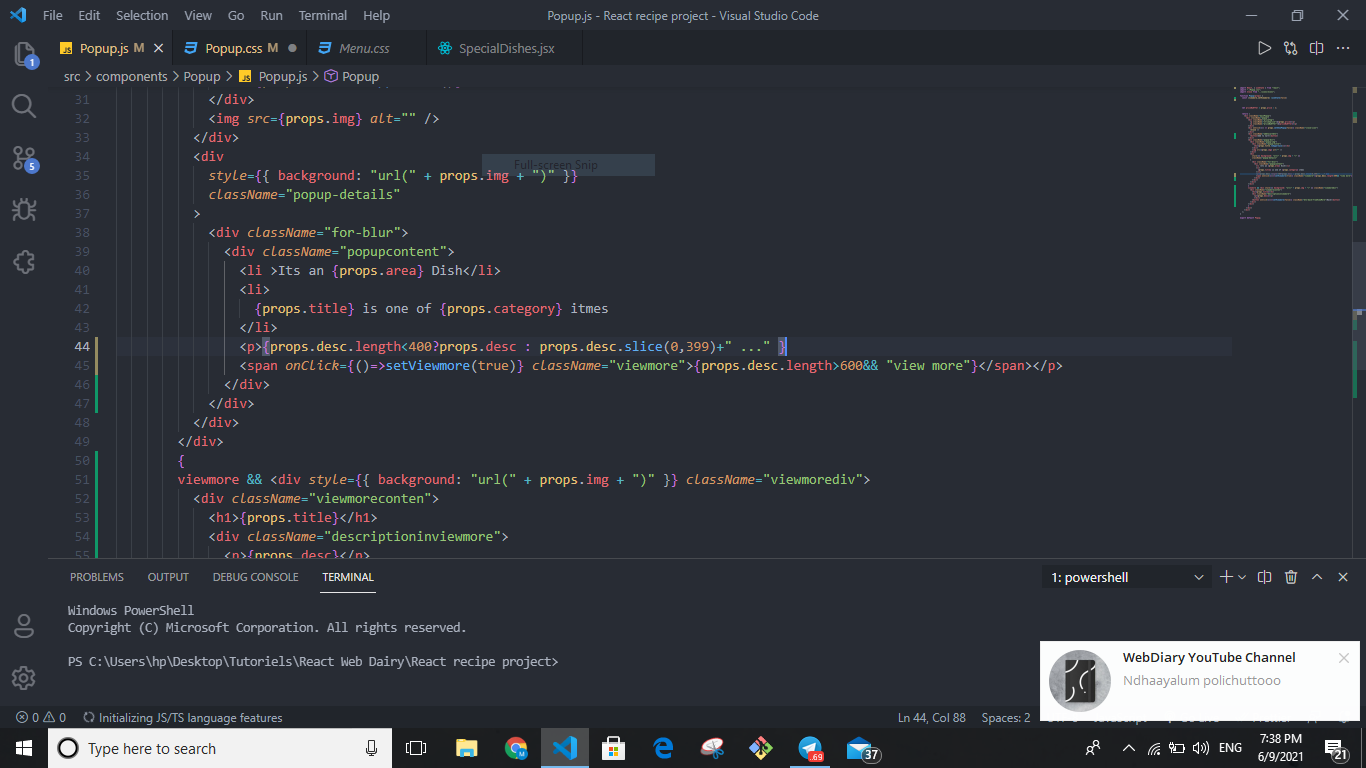 File Edit Selection View Go Run Terminal Help Popup.js - React recipe project - Visual Studio Code
1
JS Popup.js M Popup.css M Menu.css SpecialDishes.jsx
src > components > Popup > JS Popup.js > Popup
31 </div>
32 <img src={props.img} alt="" />
33 </div>
34 <div
Full-screen Snip
35 style={{ background: "url(" + props.img + ")" }}
36 className="popup-details"
37 >
38 <div className="for-blur">
39 <div className="popupcontent">
40 <li >Its an {props.area} Dish</li>
41 <li>
42 {props.title} is one of {props.category} itmes
43 </li>
44 <p>{props.desc.length<400?props.desc : props.desc.slice(0,399)+" ..." }
45 <span onClick={()=>setViewmore(true)} className="viewmore">{props.desc.length>600&& "view more"}</span></p>
46 </div>
47 </div>
48 </div>
49 </div>
50 {
51 viewmore && <div style={{ background: "url(" + props.img + ")" }} className="viewmorediv">
52 <div className="viewmoreconten">
53 <h1>{props.title}</h1>
54 <div className="descriptioninviewmore">
55 <p>{props.desc}</p>
5
PROBLEMS OUTPUT DEBUG CONSOLE TERMINAL 1: powershell
Windows PowerShell
Copyright (C) Microsoft Corporation. All rights reserved.
PS C:\Users\hp\Desktop\Tutoriels\React Web Dairy\React recipe project>
WebDiary YouTube Channel
Ndhaayalum polichuttooo
0 0 Initializing JS/TS language features Ln 44, Col 88 Spaces: 2
Type here to search M .69 37 ENG 7:38 PM
6/9/2021
21